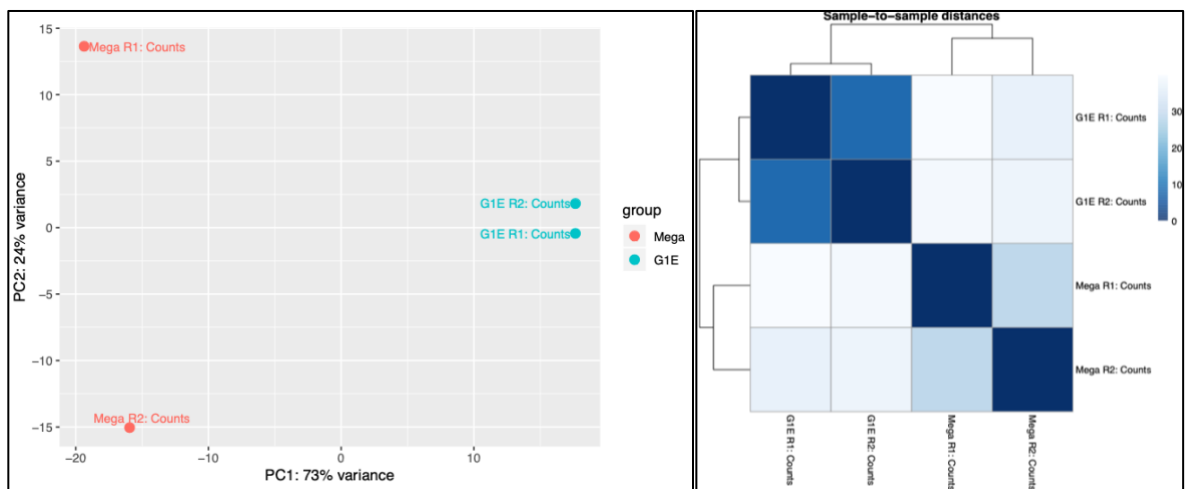 15
10
5
0
−5
−10
−15
PC2: 24% variance
Mega R1: Counts
G1E R2: Counts
G1E R1: Counts
Mega R2: Counts
−20
−10
0
10
PC1: 73% variance
group
Mega
G1E
Sample−to−sample distances
G1E R1: Counts
G1E R2: Counts
Mega R1: Counts
Mega R2: Counts
G1E R1: Counts
G1E R2: Counts
Mega R1: Counts
Mega R2: Counts
30
20
10
0